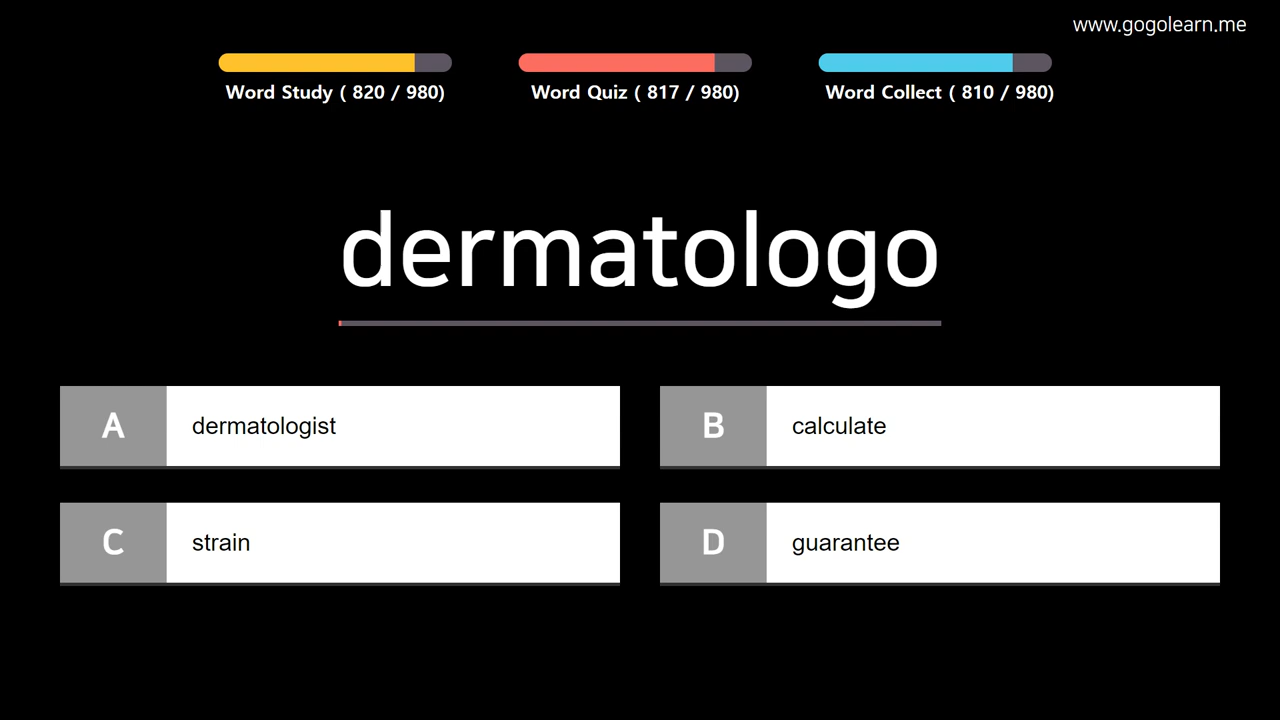 www.gogolearn.me
Word Study ( 820 / 980)
Word Quiz ( 817 / 980)
Word Collect ( 810 / 980)
dermatologo
A dermatologist
B calculate
C strain
D guarantee